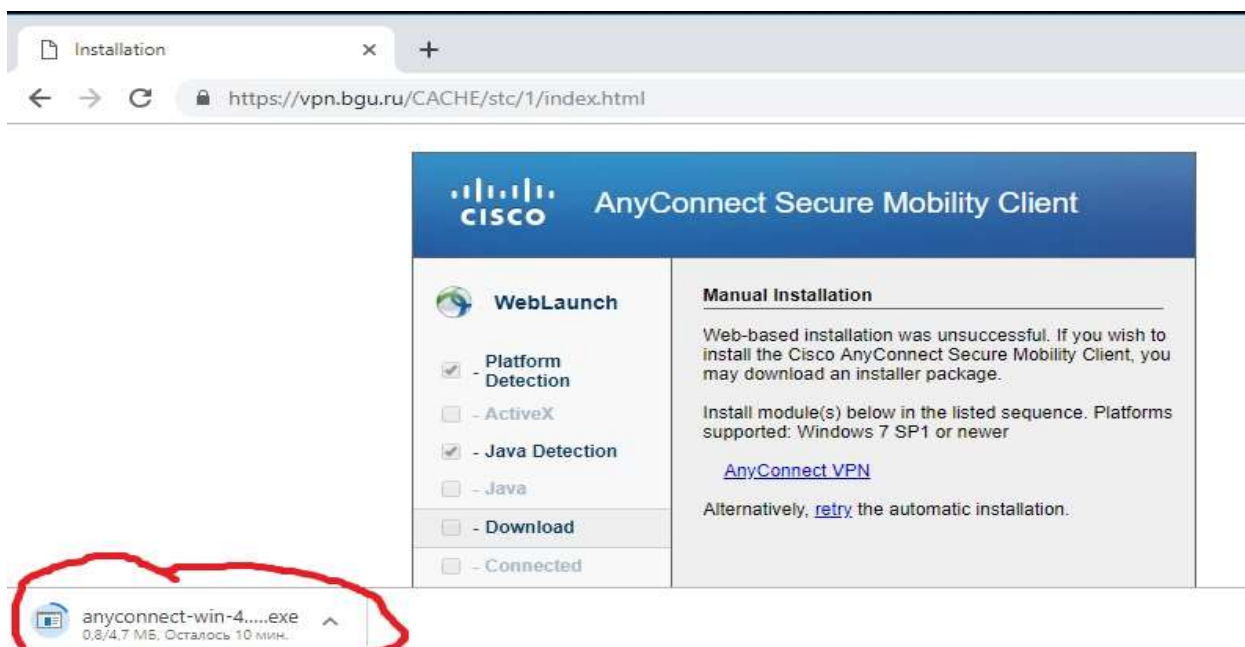 Installation
https://vpn.bgu.ru/CACHE/stc/1/index.html
CISCO
AnyConnect Secure Mobility Client
WebLaunch
- Platform
Detection
- ActiveX
- Java Detection
- Java
- Download
- Connected
Manual Installation
Web-based installation was unsuccessful. If you wish to
install the Cisco AnyConnect Secure Mobility Client, you
may download an installer package.
Install module(s) below in the listed sequence. Platforms
supported: Windows 7 SP1 or newer
AnyConnect VPN
Alternatively, retry the automatic installation.
anyconnect-win-4.....exe
0,8/4,7 МБ, Осталось 10 мин.